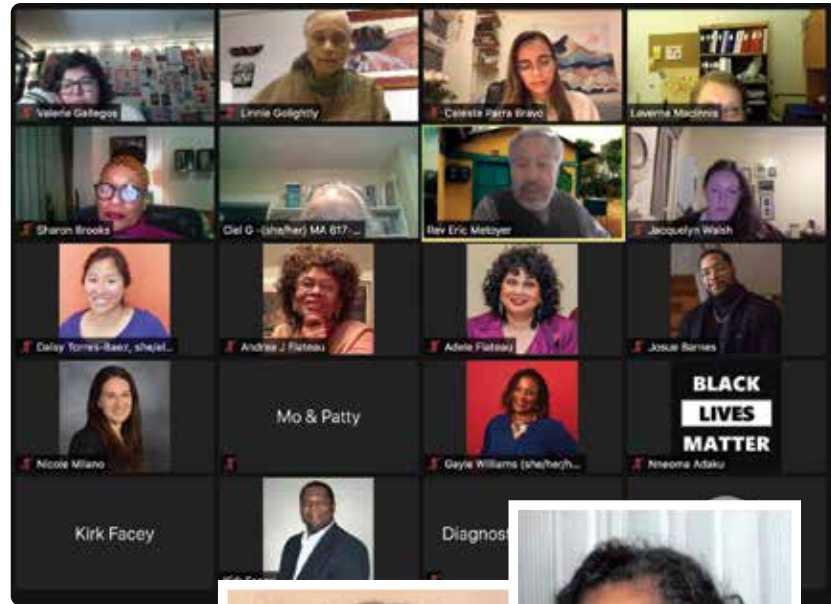 Valerie Gallegos
Linnie Golightly
Celeste Parra Bravo
Laverne MacInnis
Sharon Brooks
Ciel G -(she/her) MA 617-...
Rev Eric Metoyer
Jacquelyn Walsh
Daisy Torres-Baez, she/el...
Andrea J Flateau
Adele Flateau
Josue Barnes
Nicole Milano
Mo & Patty
Gayle Williams (she/her/h...
BLACK
LIVES
MATTER
Nneoma Adaku
Kirk Facey
Diagnost